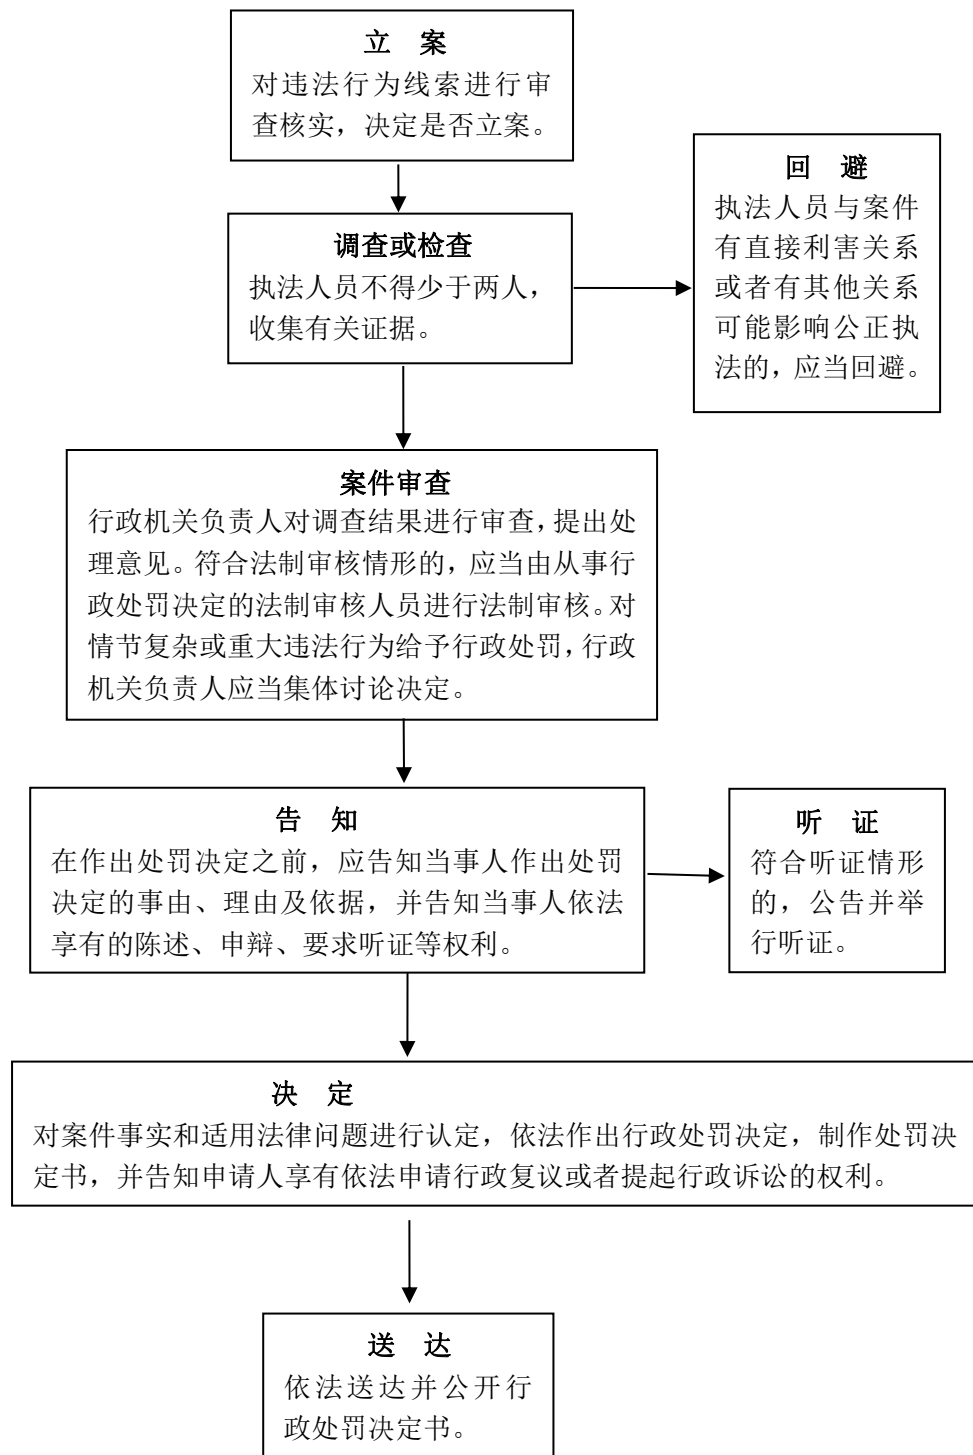 立 案
对违法行为线索进行审
查核实，决定是否立案。
回 避
执法人员与案件
有直接利害关系
或者有其他关系
可能影响公正执
法的，应当回避。
调查或检查
执法人员不得少于两人，
收集有关证据。
案件审查
行政机关负责人对调查结果进行审查，提出处
理意见。符合法制审核情形的，应当由从事行
政处罚决定的法制审核人员进行法制审核。对
情节复杂或重大违法行为给予行政处罚，行政
机关负责人应当集体讨论决定。
告 知
在作出处罚决定之前，应告知当事人作出处罚
决定的事由、理由及依据，并告知当事人依法
享有的陈述、申辩、要求听证等权利。
听 证
符合听证情形
的，公告并举
行听证。
决 定
对案件事实和适用法律问题进行认定，依法作出行政处罚决定，制作处罚决
定书，并告知申请人享有依法申请行政复议或者提起行政诉讼的权利。
送 达
依法送达并公开行
政处罚决定书。